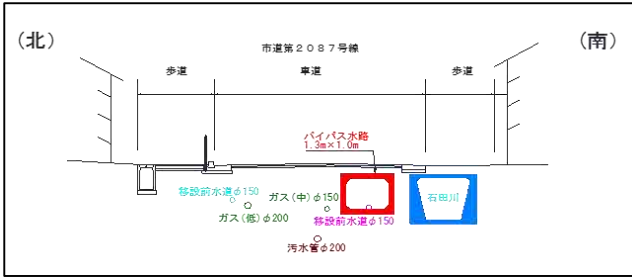 （北）
（南）
市道第２０８７号線
歩道
車道
歩道
バイパス水路
1.3m×1.0m
移設前水道φ150
ガス(中)φ150
石田川
ガス(低)φ200
移設前水道φ150
汚水管φ200